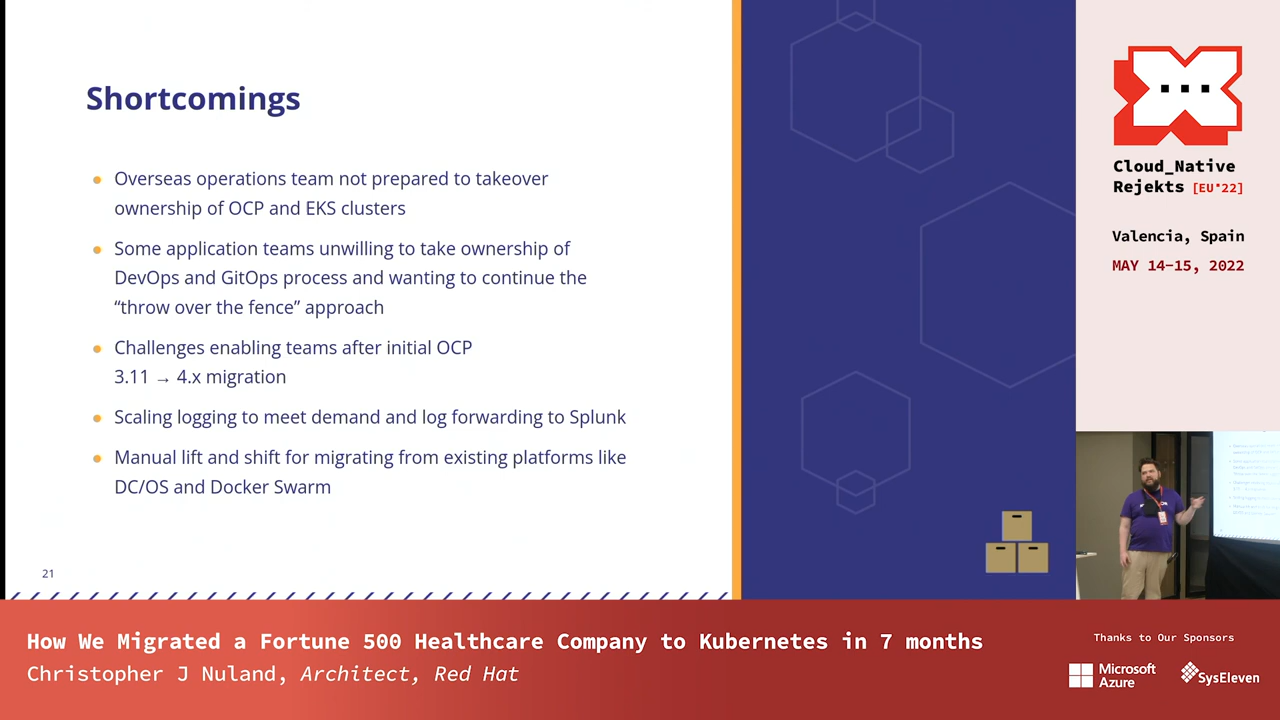 Shortcomings
Overseas operations team not prepared to takeover
ownership of OCP and EKS clusters
Some application teams unwilling to take ownership of
DevOps and GitOps process and wanting to continue the
“throw over the fence” approach
Challenges enabling teams after initial OCP
3.11 → 4.x migration
Scaling logging to meet demand and log forwarding to Splunk
Manual lift and shift for migrating from existing platforms like
DC/OS and Docker Swarm
21
Cloud_Native
Rejekts [EU*22]
Valencia, Spain
MAY 14-15, 2022
How We Migrated a Fortune 500 Healthcare Company to Kubernetes in 7 months
Christopher J Nuland, Architect, Red Hat
Thanks to Our Sponsors
Microsoft
Azure
SysEleven